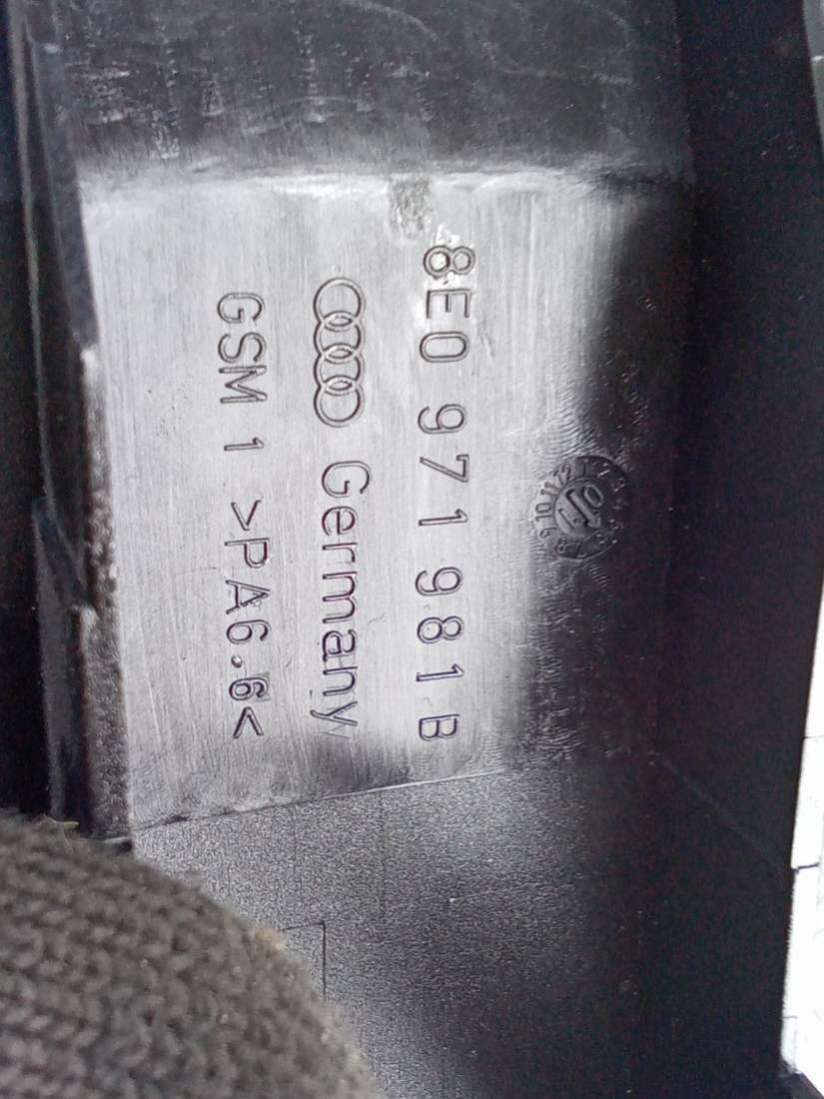 8E0 971 981 B
Germany
GSM 1 >PA6.6<